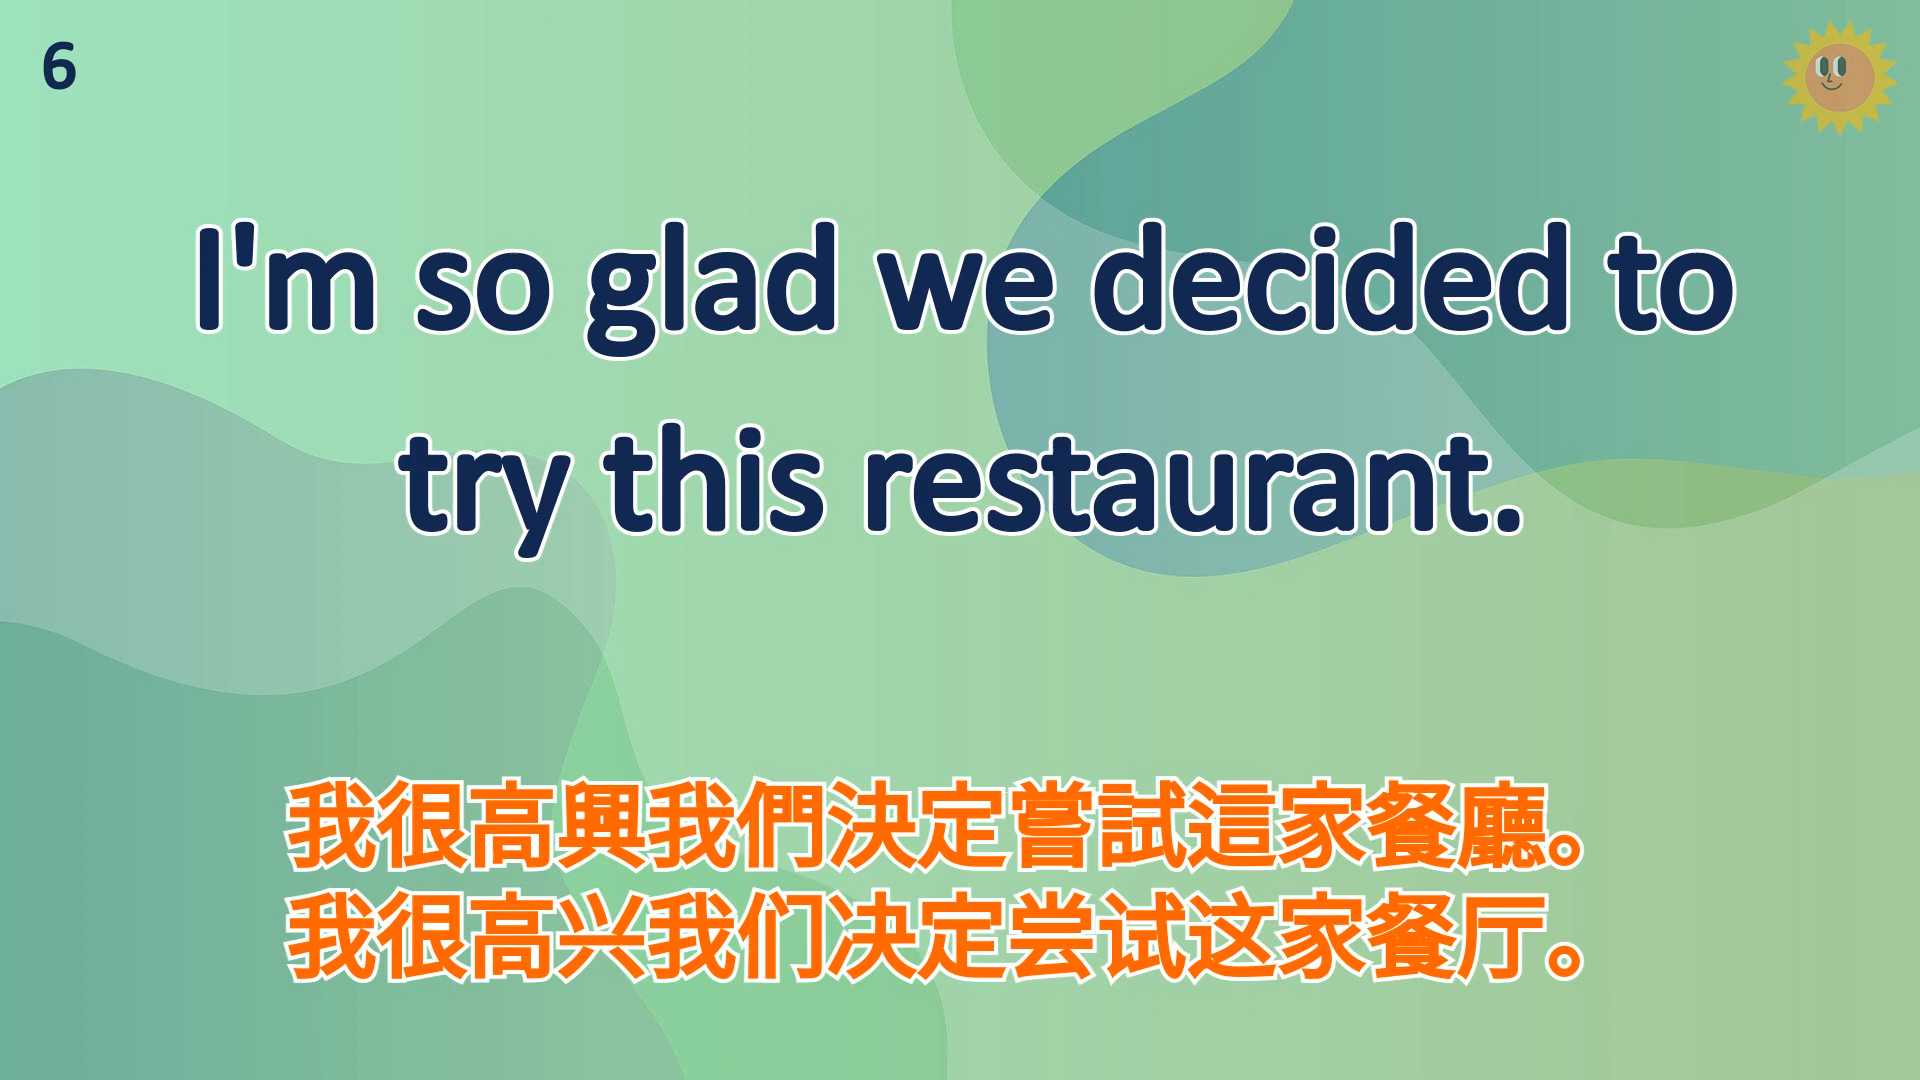 6
I'm so glad we decided to
try this restaurant.
我很高興我們決定嘗試這家餐廳。
我很高兴我们决定尝试这家餐厅。